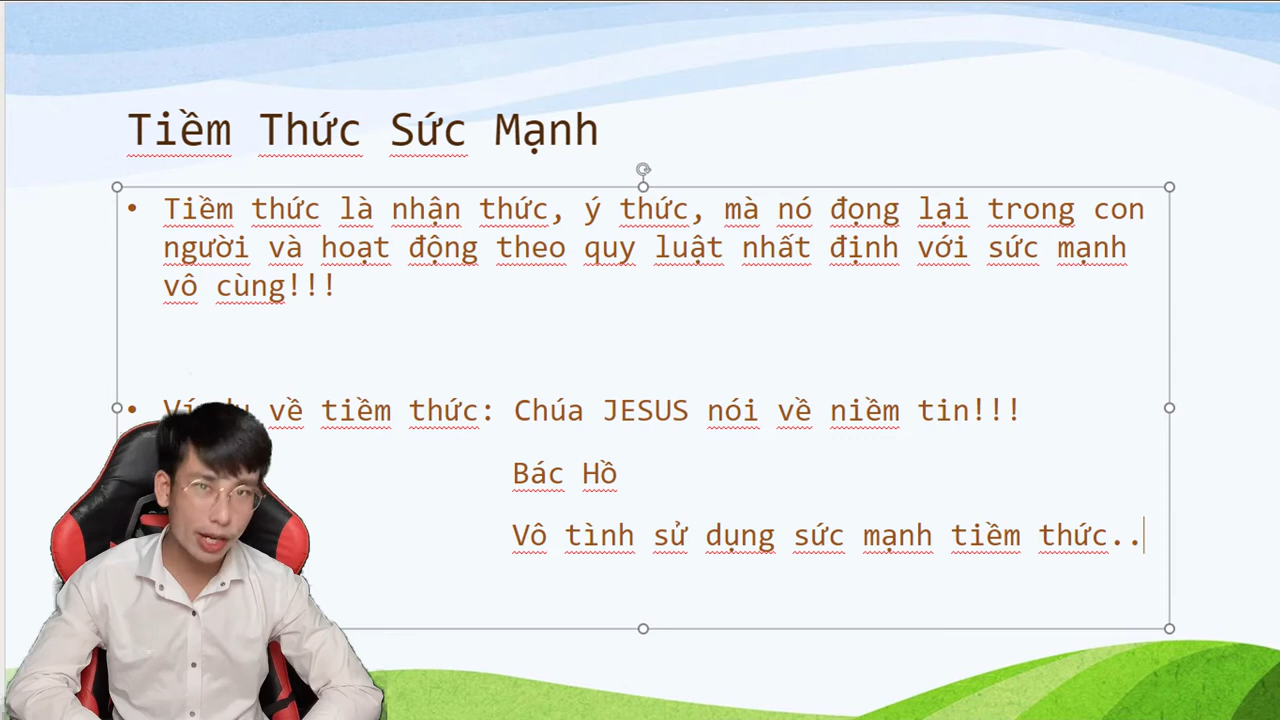 Tiềm Thức Sức Mạnh
• Tiềm thức là nhận thức, ý thức, mà nó đọng lại trong con
người và hoạt động theo quy luật nhất định với sức mạnh
vô cùng!!!
• về tiềm thức: Chúa JESUS nói về niềm tin!!!
Bác Hồ
Vô tình sử dụng sức mạnh tiềm thức..